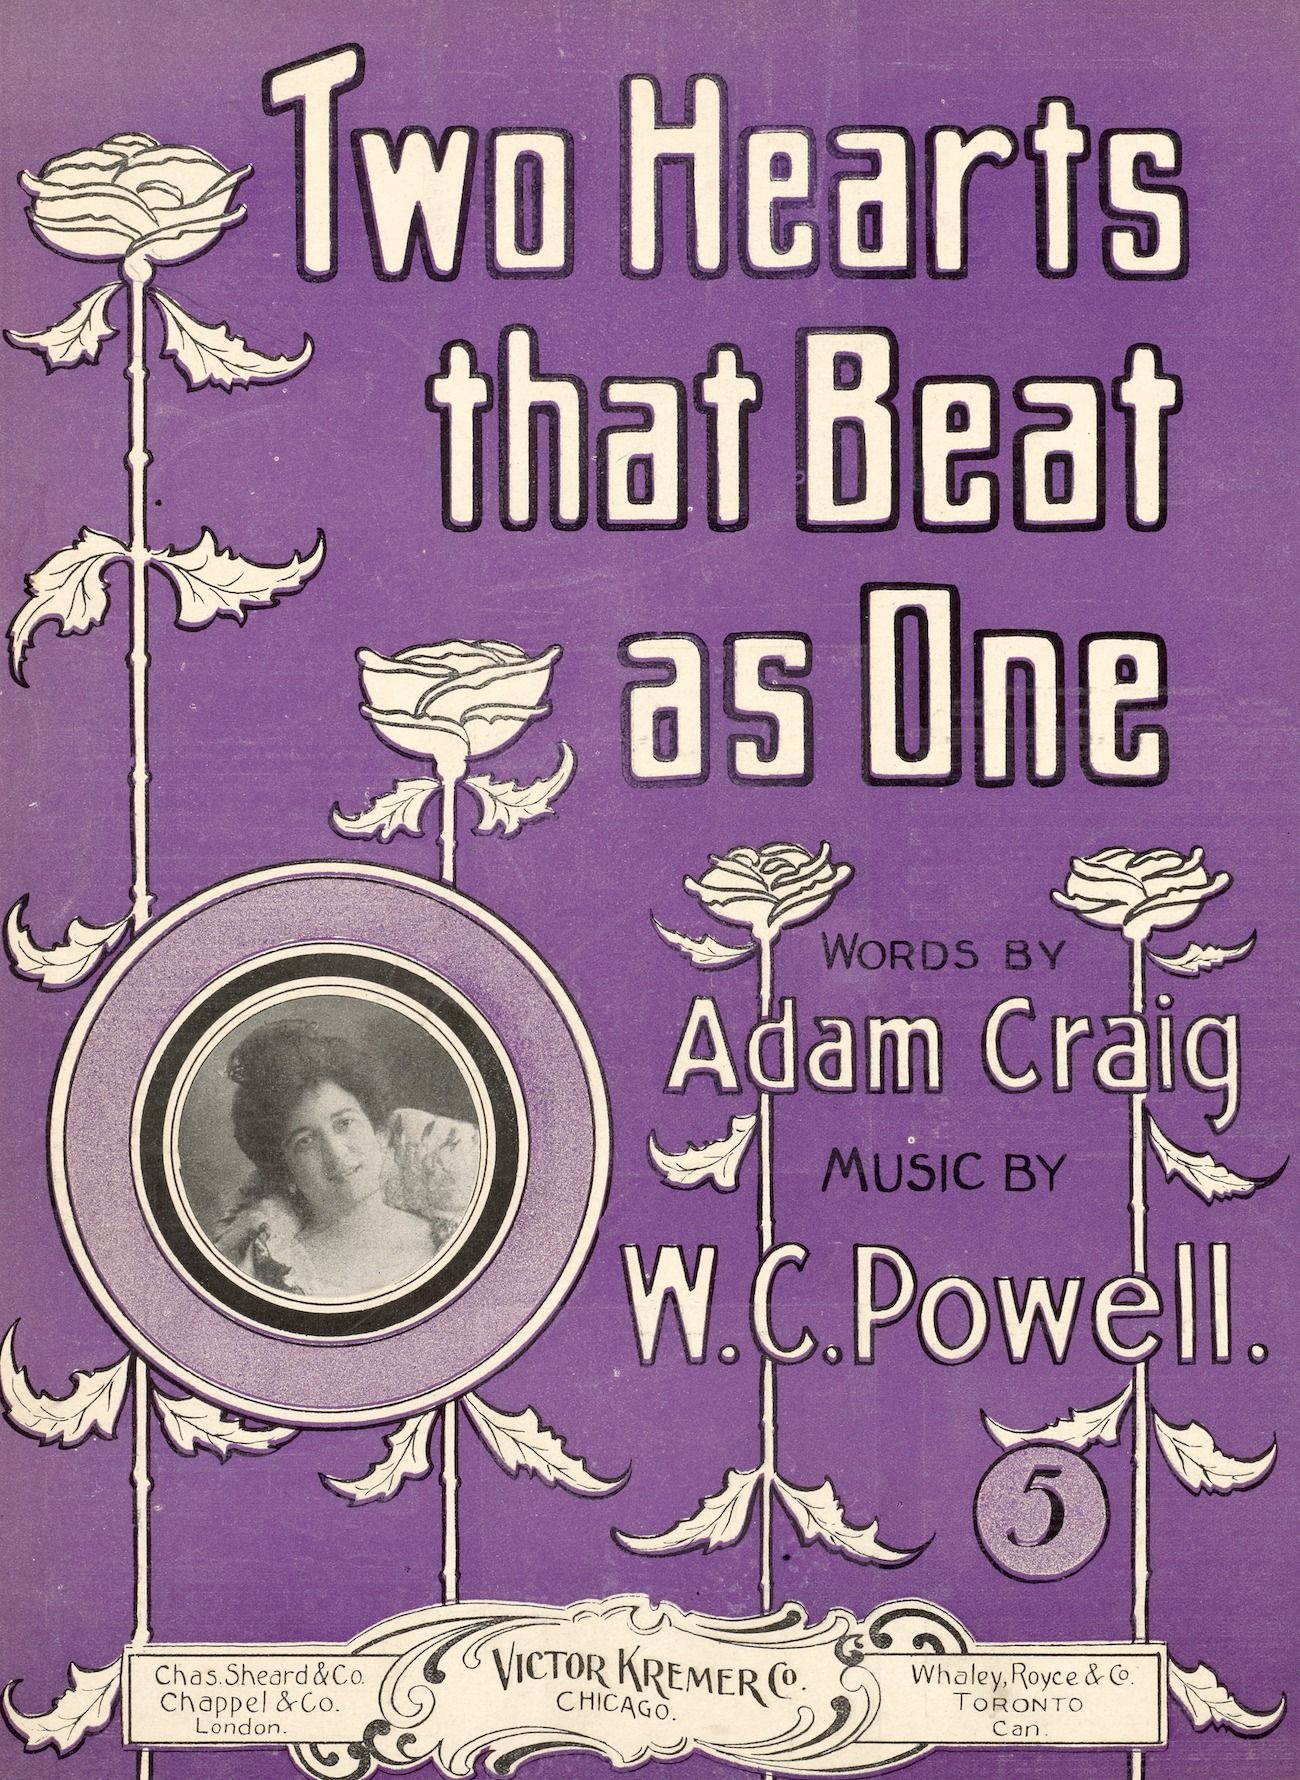 Two Hearts
that Beat
as One
WORDS BY
Adam Craig
MUSIC BY
W.C. Powell.
5
Chas. Sheard & Co.
Chappel & Co.
London.
VICTOR KREMER Co.
CHICAGO.
Whaley, Royce & Co.
TORONTO
Can.